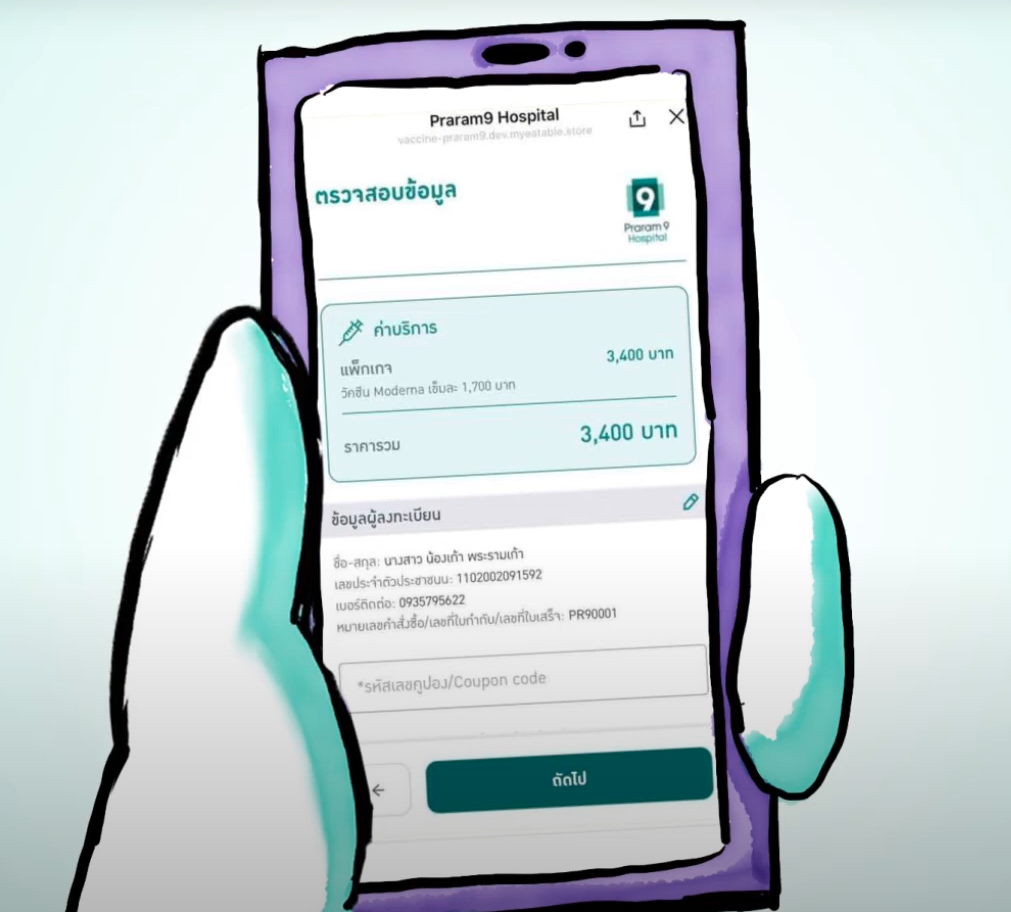 Praram9 Hospital
vaccine-praram9.dev.myeatable.store
ตรวจสอบข้อมูล
9
Praram 9
Hospital
ค่าบริการ
แพ็กเกจ 3,400 บาท
วัคซีน Moderna เข็มละ 1,700 บาท
ราคารวม 3,400 บาท
ข้อมูลผู้ลงทะเบียน
ชื่อ-สกุล: นางสาว น้องเก้า พระรามเก้า
เลขประจำตัวประชาชน: 1102002091592
เบอร์ติดต่อ: 0935795622
หมายเลขคำสั่งซื้อ/เลขที่ใบกำกับ/เลขที่ใบเสร็จ: PR90001
*รหัสเลขคูปอง/Coupon code
ถัดไป